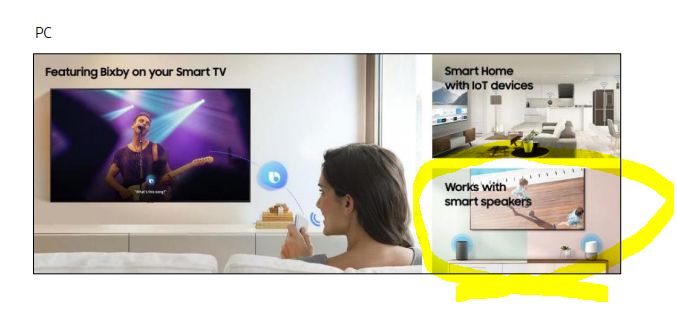 PC
Featuring Bixby on your Smart TV
"What's this song?"
Smart Home
with IoT devices
Works with
smart speakers